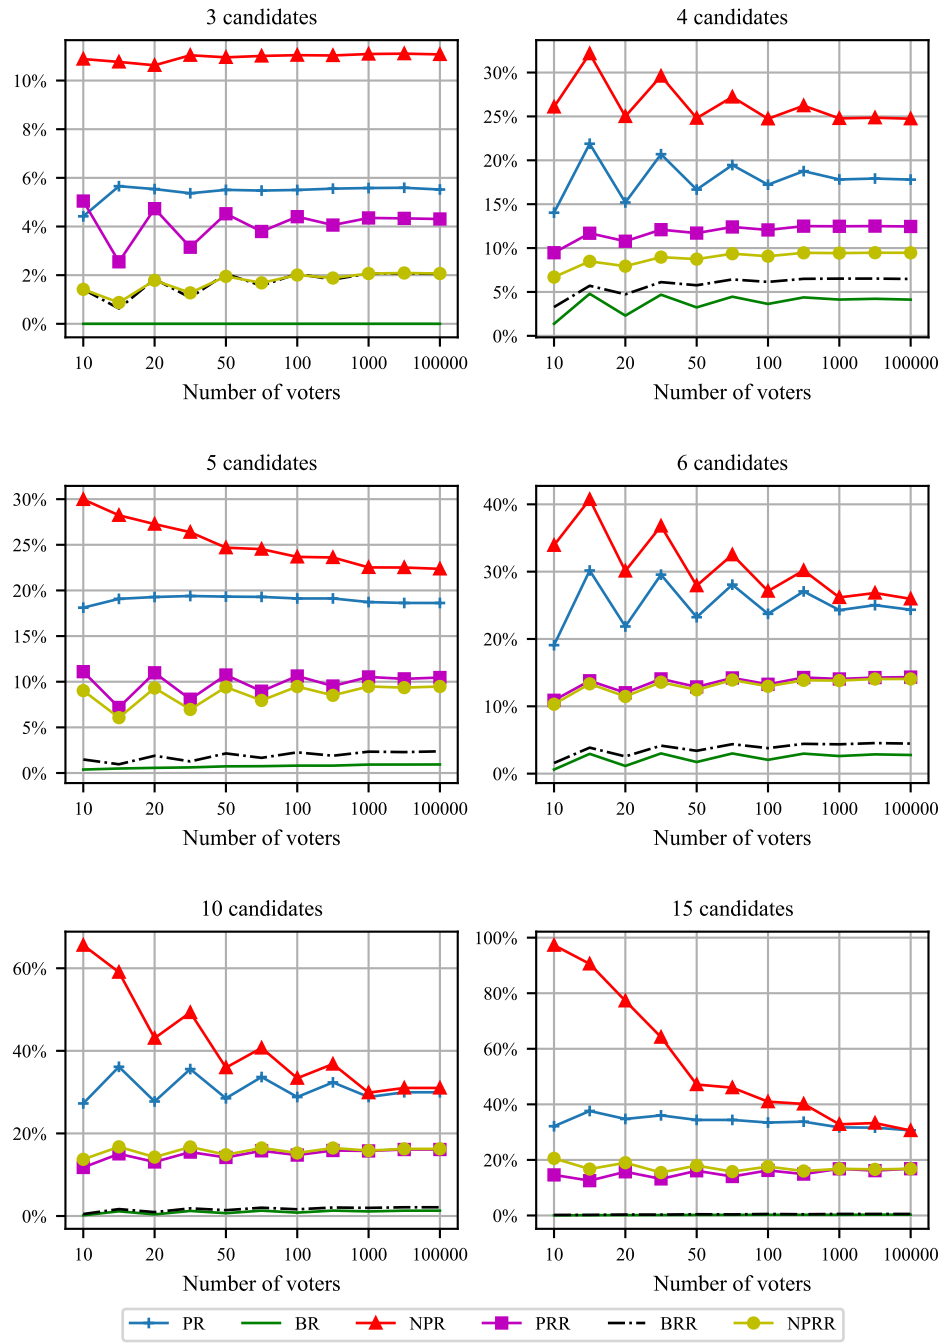 3 candidates
10%
8%
6%
4%
2%
0%
10 20 50 100 1000 100000
Number of voters
4 candidates
30%
25%
20%
15%
10%
5%
0%
10 20 50 100 1000 100000
Number of voters
5 candidates
30%
25%
20%
15%
10%
5%
0%
10 20 50 100 1000 100000
Number of voters
6 candidates
40%
30%
20%
10%
0%
10 20 50 100 1000 100000
Number of voters
10 candidates
60%
40%
20%
0%
10 20 50 100 1000 100000
Number of voters
15 candidates
100%
80%
60%
40%
20%
0%
10 20 50 100 1000 100000
Number of voters
PR BR NPR PRR BRR NPRR